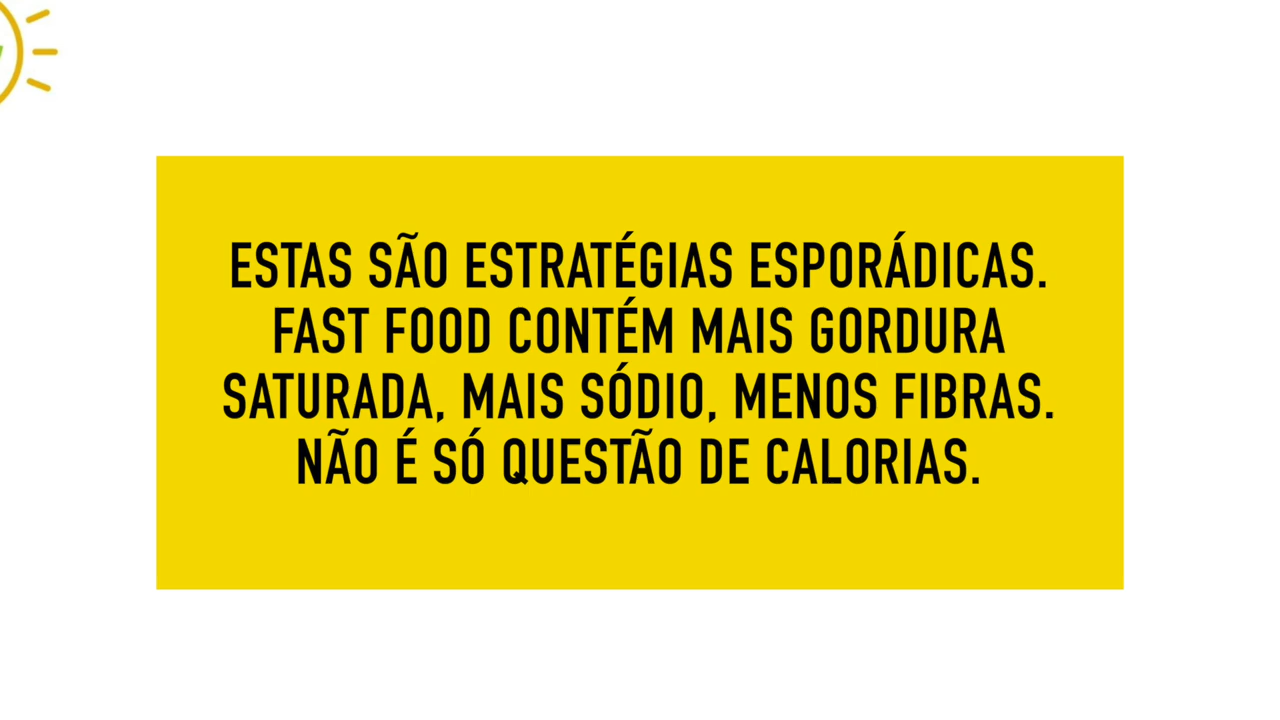 ESTAS SÃO ESTRATÉGIAS ESPORÁDICAS.
FAST FOOD CONTÉM MAIS GORDURA
SATURADA, MAIS SÓDIO, MENOS FIBRAS.
NÃO É SÓ QUESTÃO DE CALORIAS.